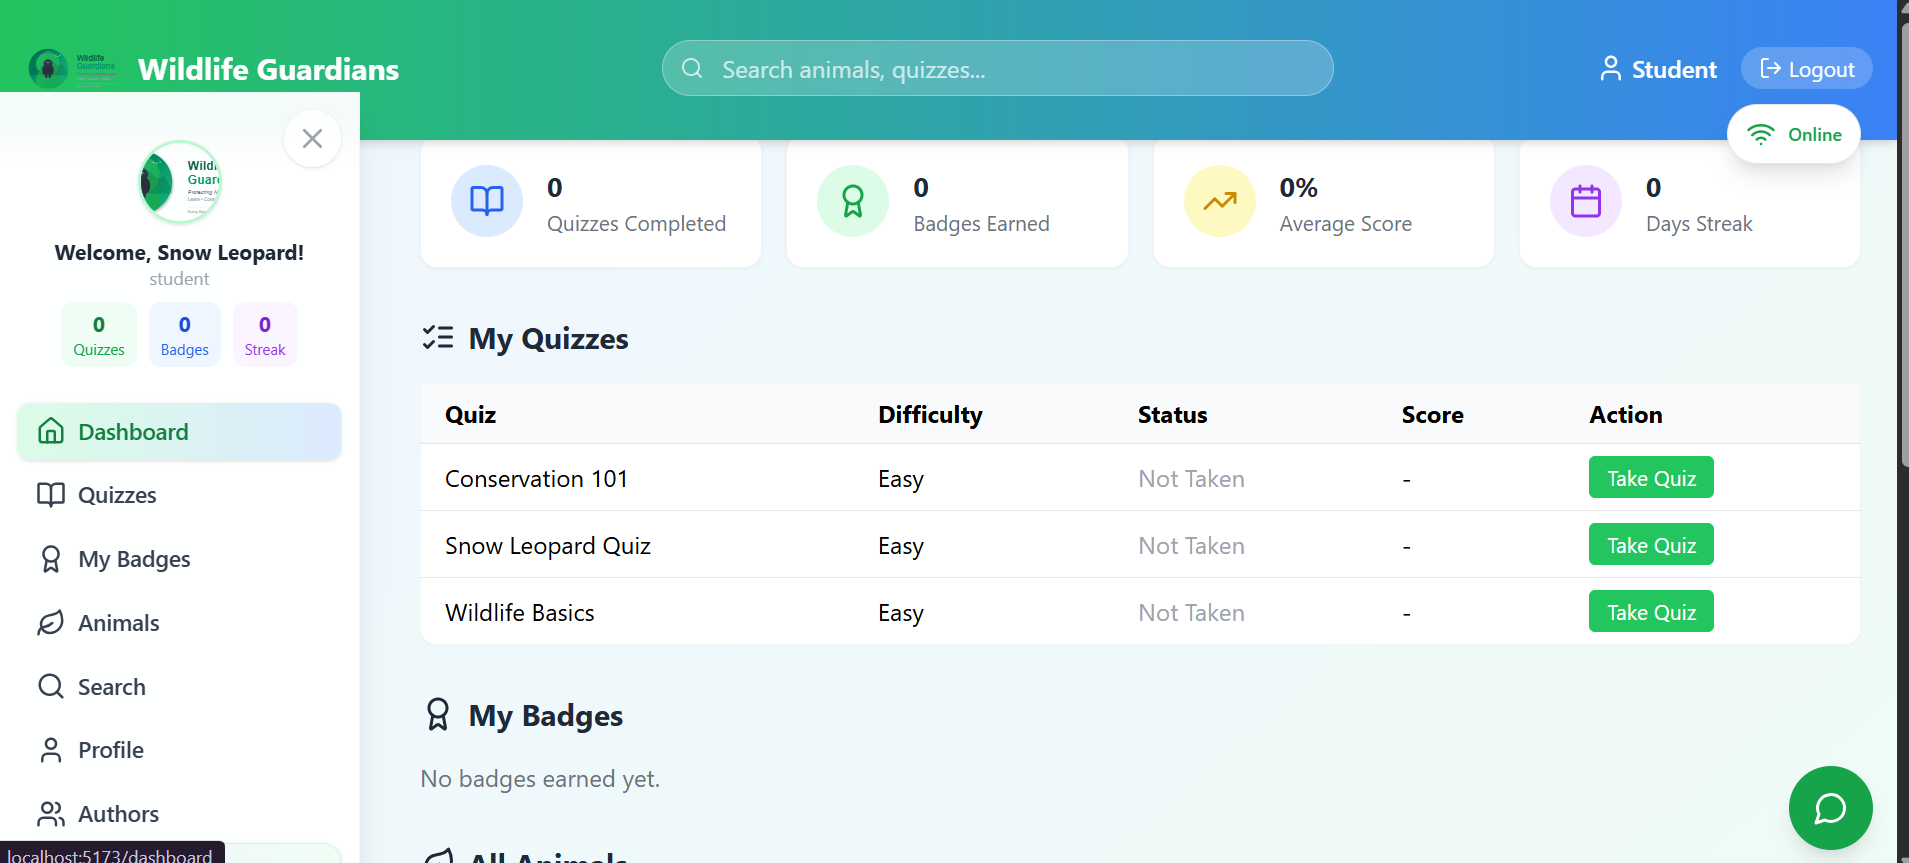 Wildlife
Guardians
Wildlife Guardians
Search animals, quizzes...
Student
Logout
Online
Welcome, Snow Leopard!
student
0
Quizzes
0
Badges
0
Streak
Dashboard
Quizzes
My Badges
Animals
Search
Profile
Authors
localhost:5173/dashboard
0
Quizzes Completed
0
Badges Earned
0%
Average Score
0
Days Streak
My Quizzes
Quiz Difficulty Status Score Action
Conservation 101 Easy Not Taken - Take Quiz
Snow Leopard Quiz Easy Not Taken - Take Quiz
Wildlife Basics Easy Not Taken - Take Quiz
My Badges
No badges earned yet.
All Animals